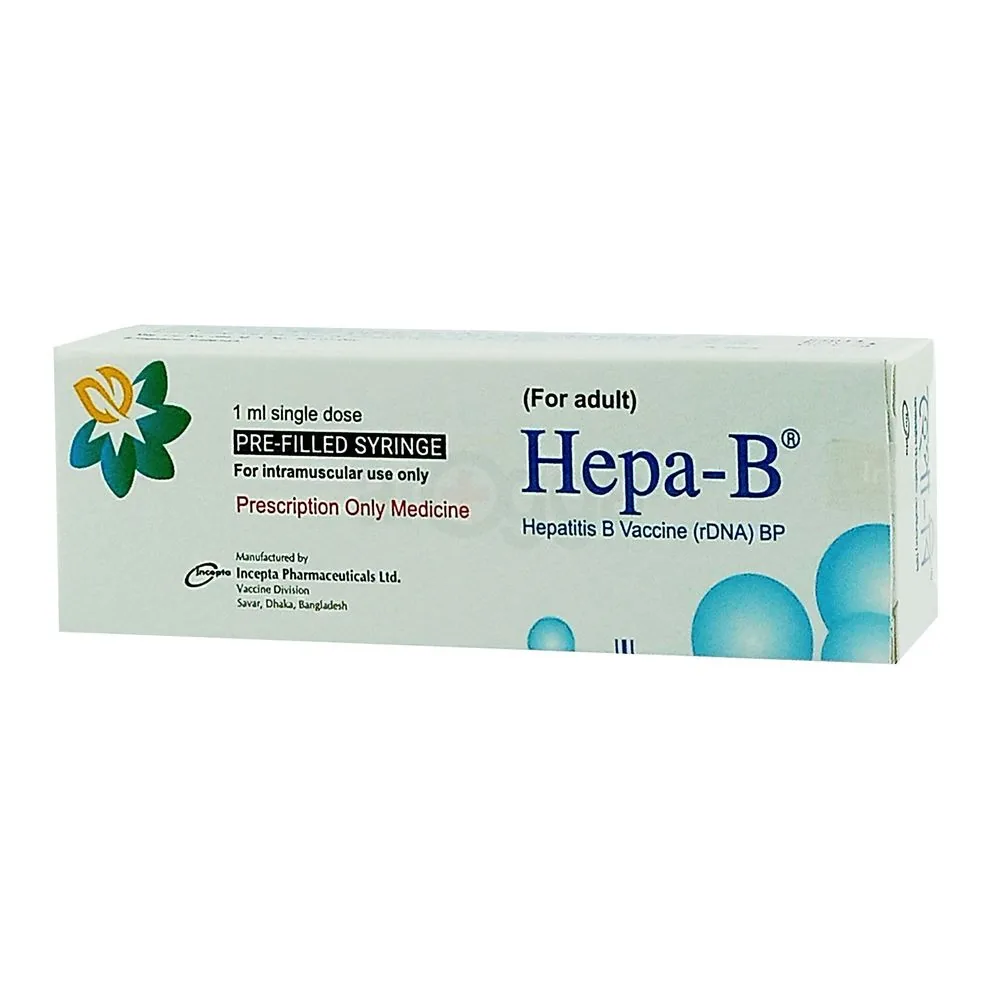 1 ml single dose
PRE-FILLED SYRINGE
For intramuscular use only
Prescription Only Medicine
Manufactured by
Incepta
Incepta Pharmaceuticals Ltd.
Vaccine Division
Savar, Dhaka, Bangladesh
(For adult)
Hepa-B®
Hepatitis B Vaccine (rDNA) BP